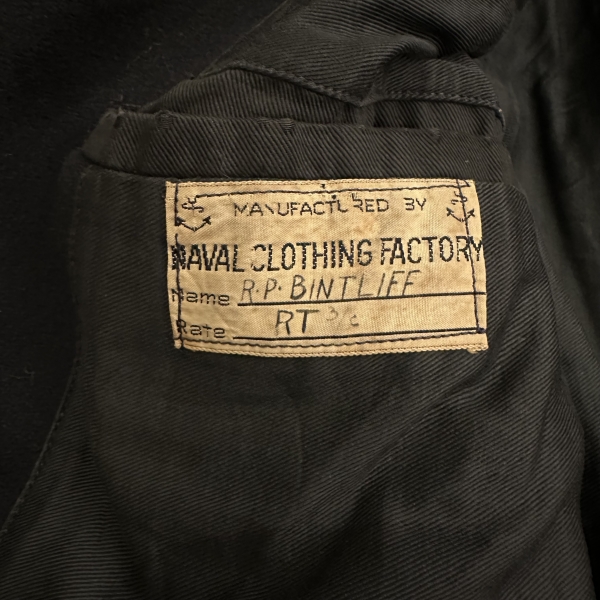 MANUFACTURED BY
NAVAL CLOTHING FACTORY
Name R.P. BINTLIFF
Rate RT 3/c